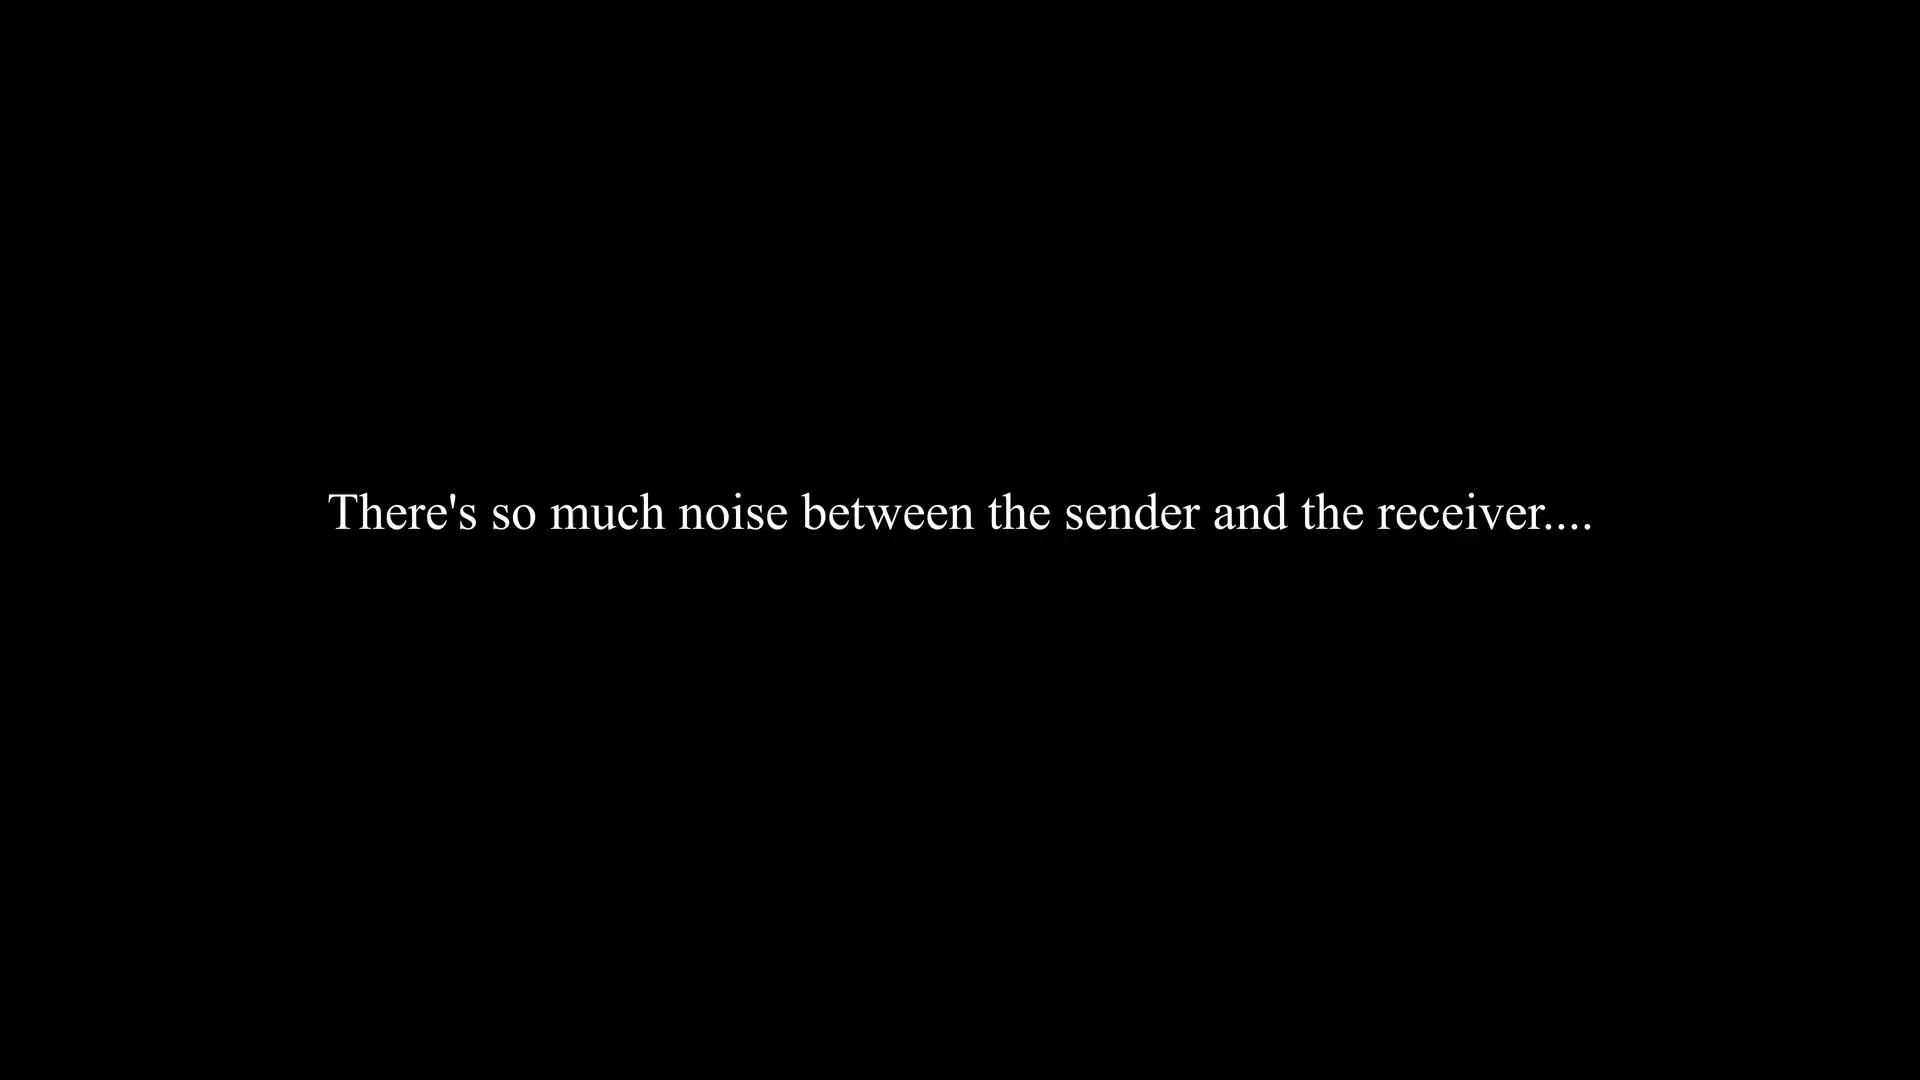 There's so much noise between the sender and the receiver....